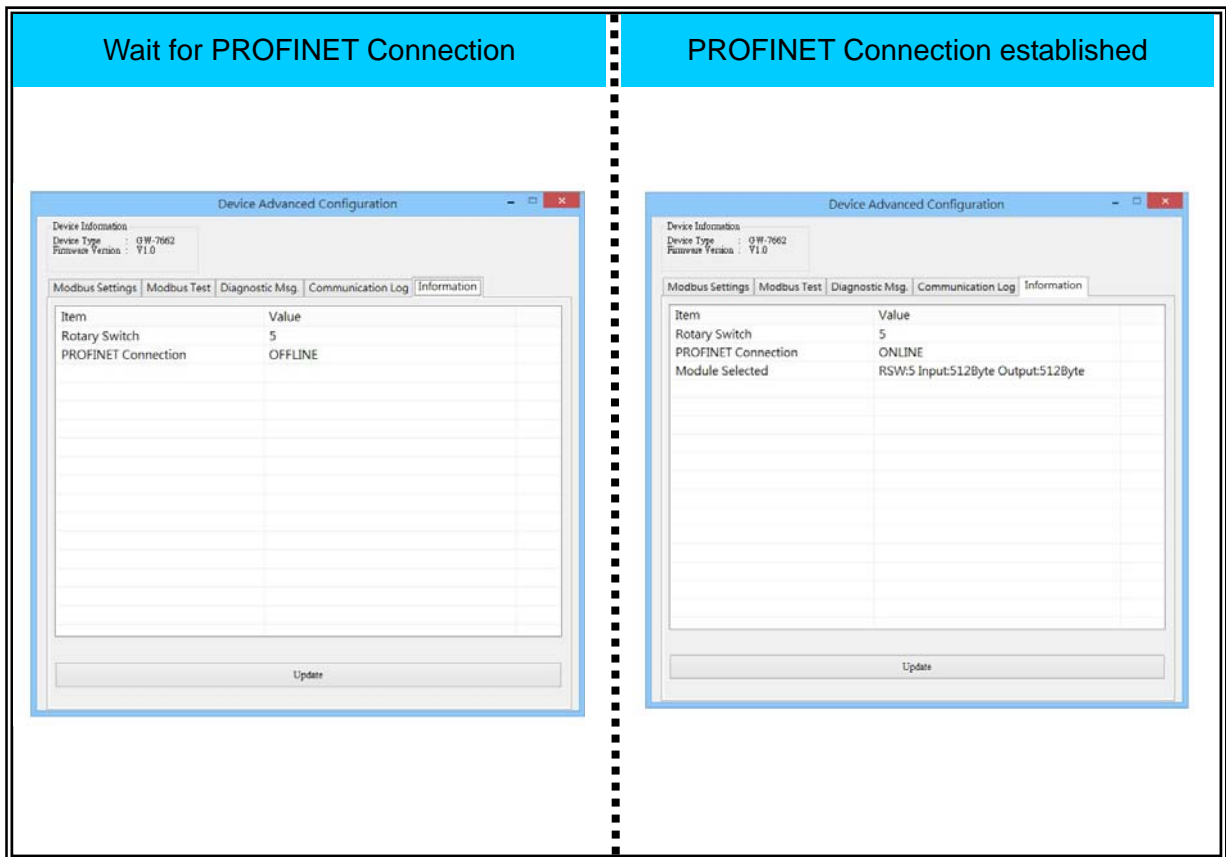 Wait for PROFINET Connection
Device Advanced Configuration
Device Information
Device Type : GW-7662
Firmware Version : V1.0
Modbus Settings Modbus Test Diagnostic Msg. Communication Log Information
Item Value
Rotary Switch 5
PROFINET Connection OFFLINE
Update
PROFINET Connection established
Device Advanced Configuration
Device Information
Device Type : GW-7662
Firmware Version : V1.0
Modbus Settings Modbus Test Diagnostic Msg. Communication Log Information
Item Value
Rotary Switch 5
PROFINET Connection ONLINE
Module Selected RSW:5 Input:512Byte Output:512Byte
Update